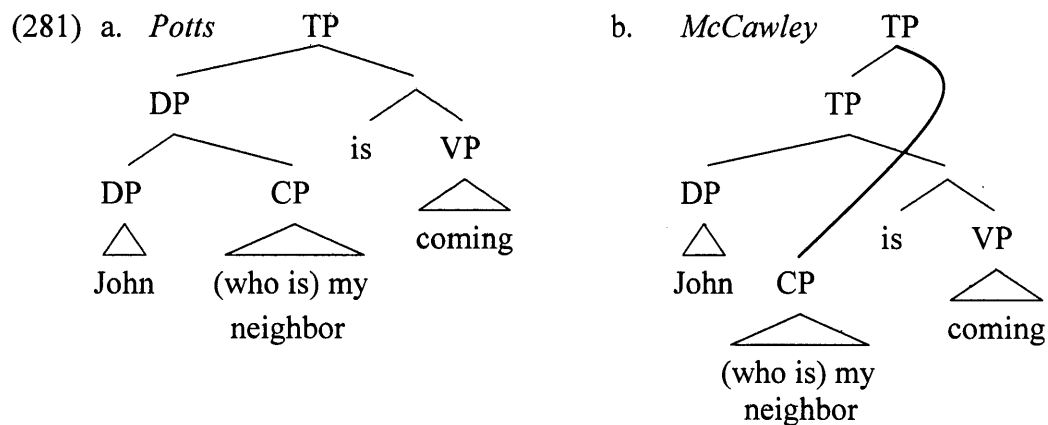 (281) a. Potts TP b. McCawley TP
DP TP
is VP
DP CP DP
coming is VP
John (who is) my John CP
neighbor coming
(who is) my
neighbor